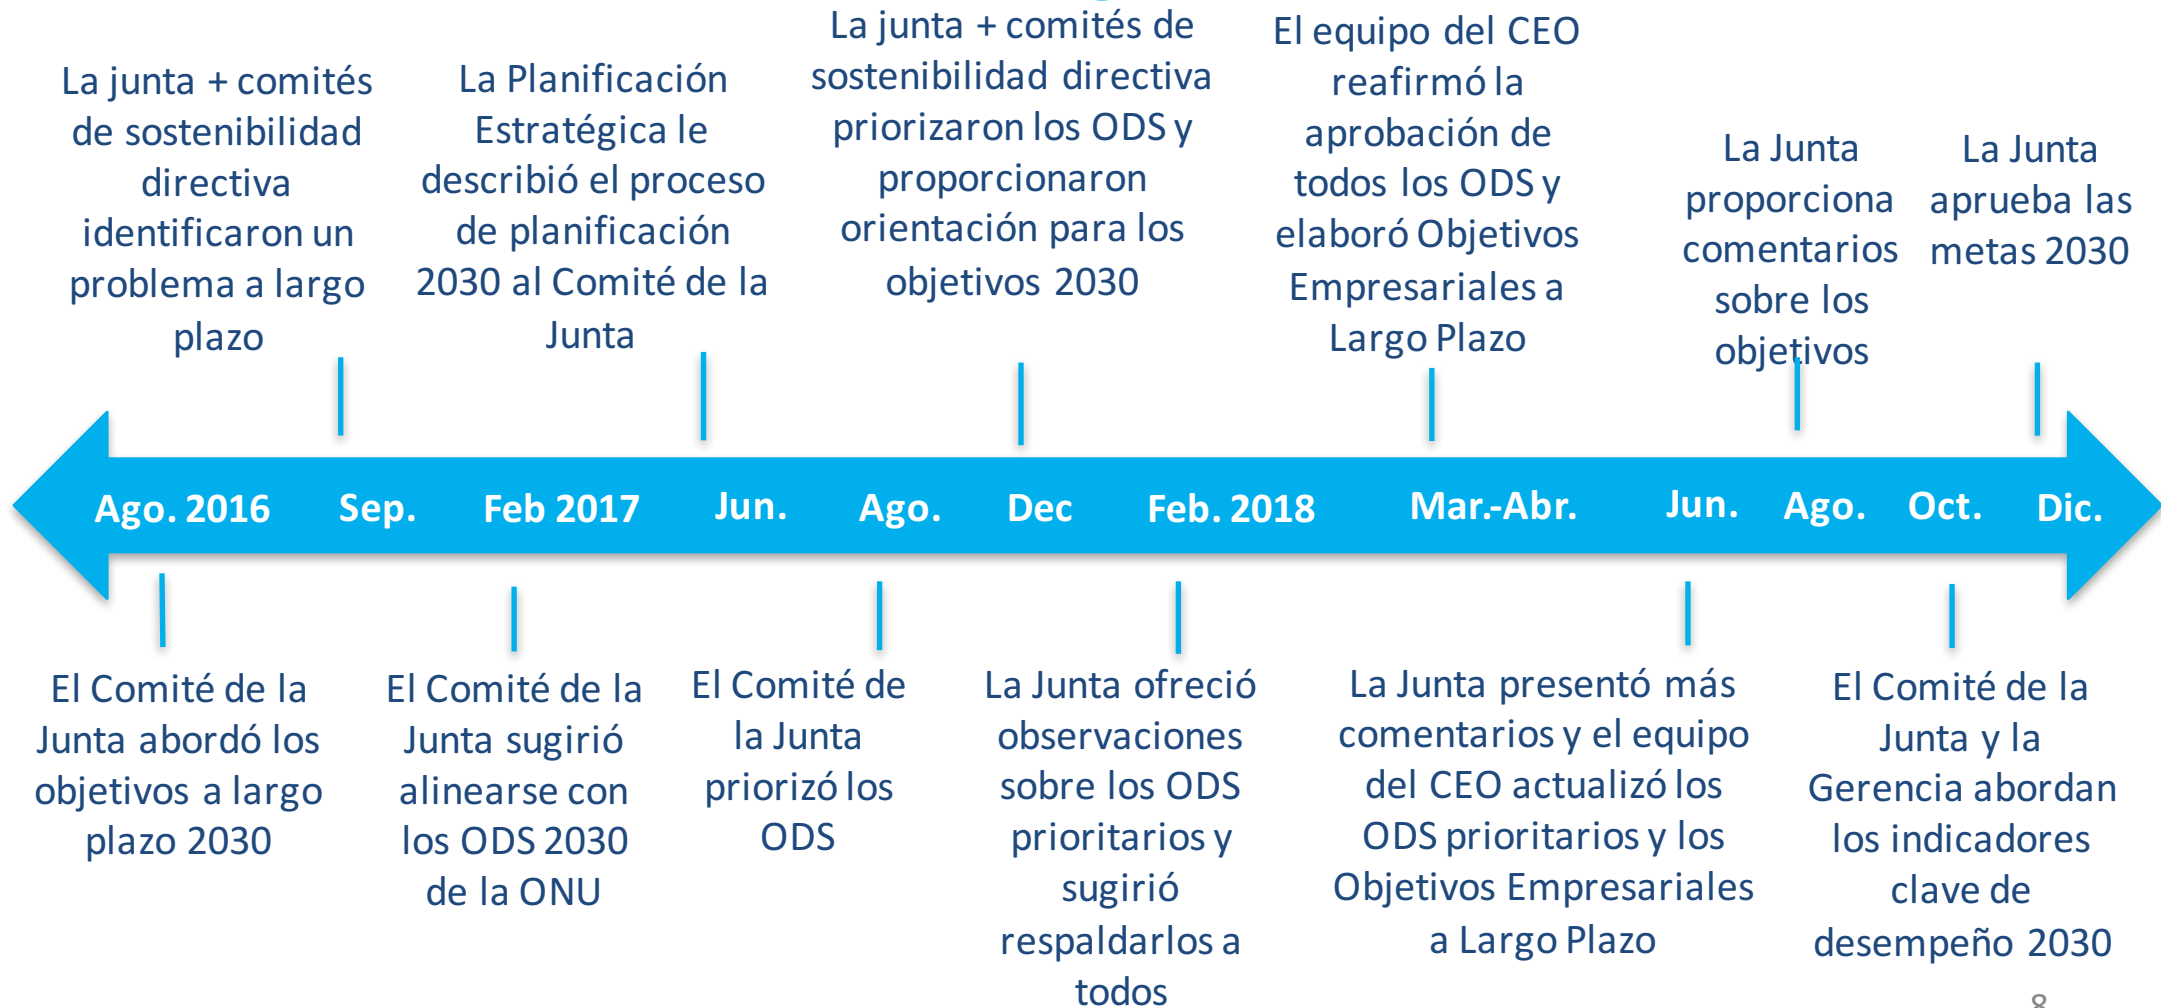 La junta + comités
de sostenibilidad
directiva
identificaron un
problema a largo
plazo
La Planificación
Estratégica le
describió el proceso
de planificación
2030 al Comité de la
Junta
La junta + comités de
sostenibilidad directiva
priorizaron los ODS y
proporcionaron
orientación para los
objetivos 2030
El equipo del CEO
reafirmó la
aprobación de
todos los ODS y
elaboró Objetivos
Empresariales a
Largo Plazo
La Junta
proporciona
comentarios
sobre los
objetivos
La Junta
aprueba las
metas 2030
Ago. 2016 Sep. Feb 2017 Jun. Ago. Dec Feb. 2018 Mar.-Abr. Jun. Ago. Oct. Dic.
El Comité de la
Junta abordó los
objetivos a largo
plazo 2030
El Comité de la
Junta sugirió
alinearse con
los ODS 2030
de la ONU
El Comité de
la Junta
priorizó los
ODS
La Junta ofreció
observaciones
sobre los ODS
prioritarios y
sugirió
respaldarlos a
todos
La Junta presentó más
comentarios y el equipo
del CEO actualizó los
ODS prioritarios y los
Objetivos Empresariales
a Largo Plazo
El Comité de la
Junta y la
Gerencia abordan
los indicadores
clave de
desempeño 2030
8